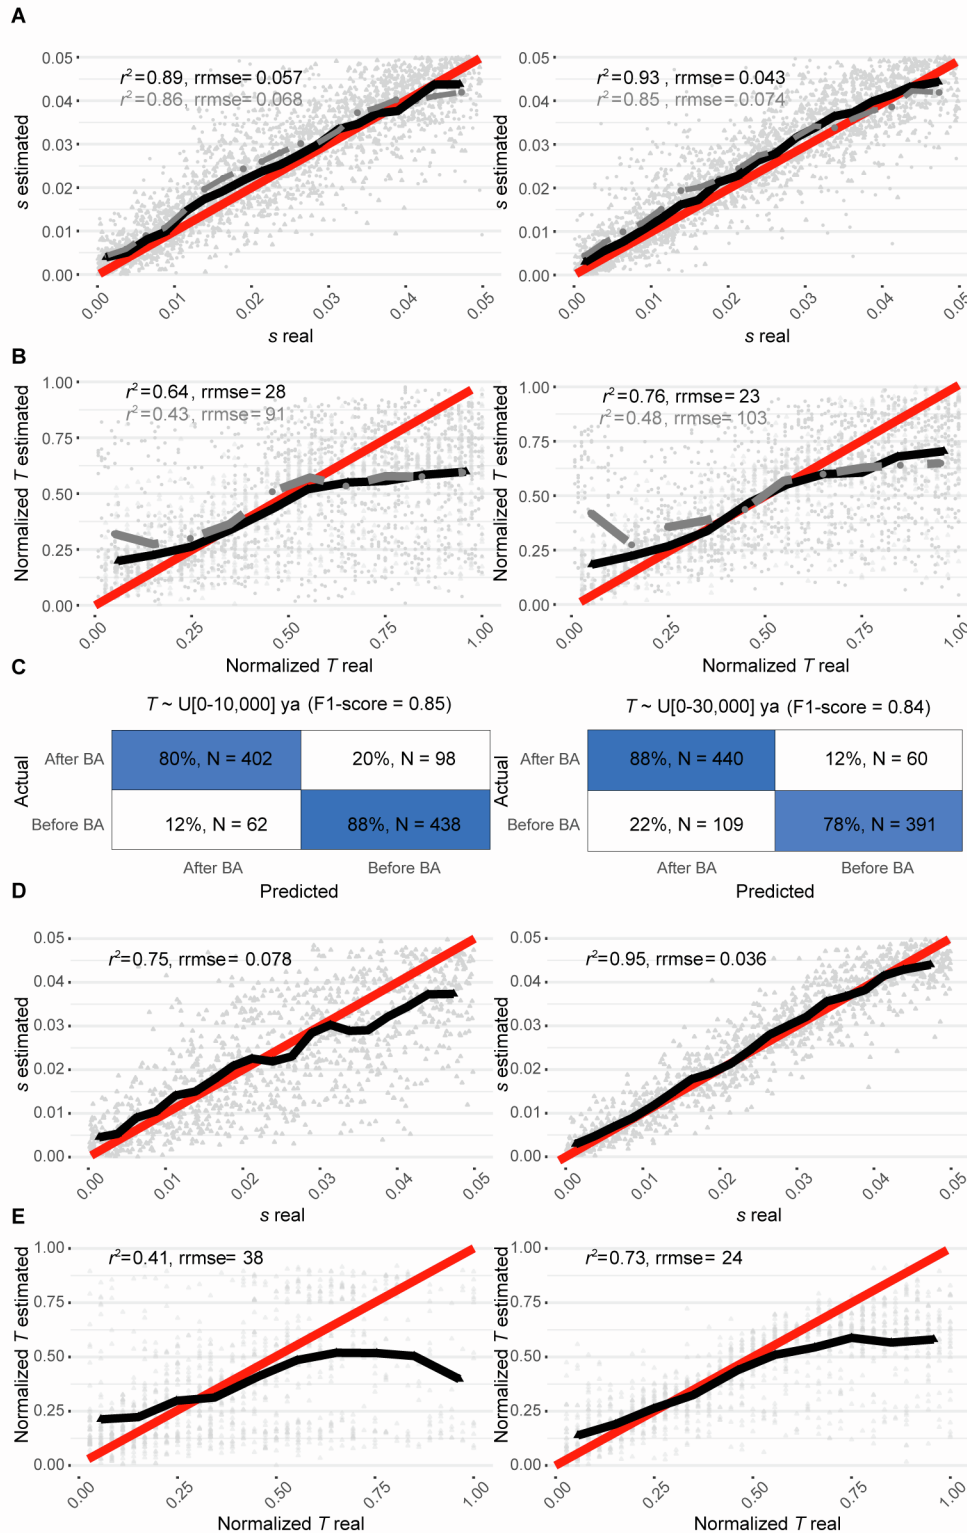 A
r²=0.89, rrmse= 0.057
r²=0.86, rrmse= 0.068
s estimated
0.05
0.04
0.03
0.02
0.01
0.00
0.00 0.01 0.02 0.03 0.04 0.05
s real
r²=0.93 , rrmse= 0.043
r²=0.85, rrmse= 0.074
s estimated
0.05
0.04
0.03
0.02
0.01
0.00
0.00 0.01 0.02 0.03 0.04 0.05
s real
B
r²=0.64, rrmse= 28
r²=0.43, rrmse= 91
Normalized T estimated
1.00
0.75
0.50
0.25
0.00
0.00 0.25 0.50 0.75 1.00
Normalized T real
r²=0.76, rrmse= 23
r²=0.48, rrmse= 103
Normalized T estimated
1.00
0.75
0.50
0.25
0.00
0.00 0.25 0.50 0.75 1.00
Normalized T real
C
T ~ U[0-10,000] ya (F1-score = 0.85)
Actual
After BA 80%, N = 402 20%, N = 98
Before BA 12%, N = 62 88%, N = 438
After BA Before BA
Predicted
T ~ U[0-30,000] ya (F1-score = 0.84)
Actual
After BA 88%, N = 440 12%, N = 60
Before BA 22%, N = 109 78%, N = 391
After BA Before BA
Predicted
D
r²=0.75, rrmse= 0.078
s estimated
0.05
0.04
0.03
0.02
0.01
0.00
0.00 0.01 0.02 0.03 0.04 0.05
s real
r²=0.95, rrmse= 0.036
s estimated
0.05
0.04
0.03
0.02
0.01
0.00
0.00 0.01 0.02 0.03 0.04 0.05
s real
E
r²=0.41, rrmse= 38
Normalized T estimated
1.00
0.75
0.50
0.25
0.00
0.00 0.25 0.50 0.75 1.00
Normalized T real
r²=0.73, rrmse= 24
Normalized T estimated
1.00
0.75
0.50
0.25
0.00
0.00 0.25 0.50 0.75 1.00
Normalized T real